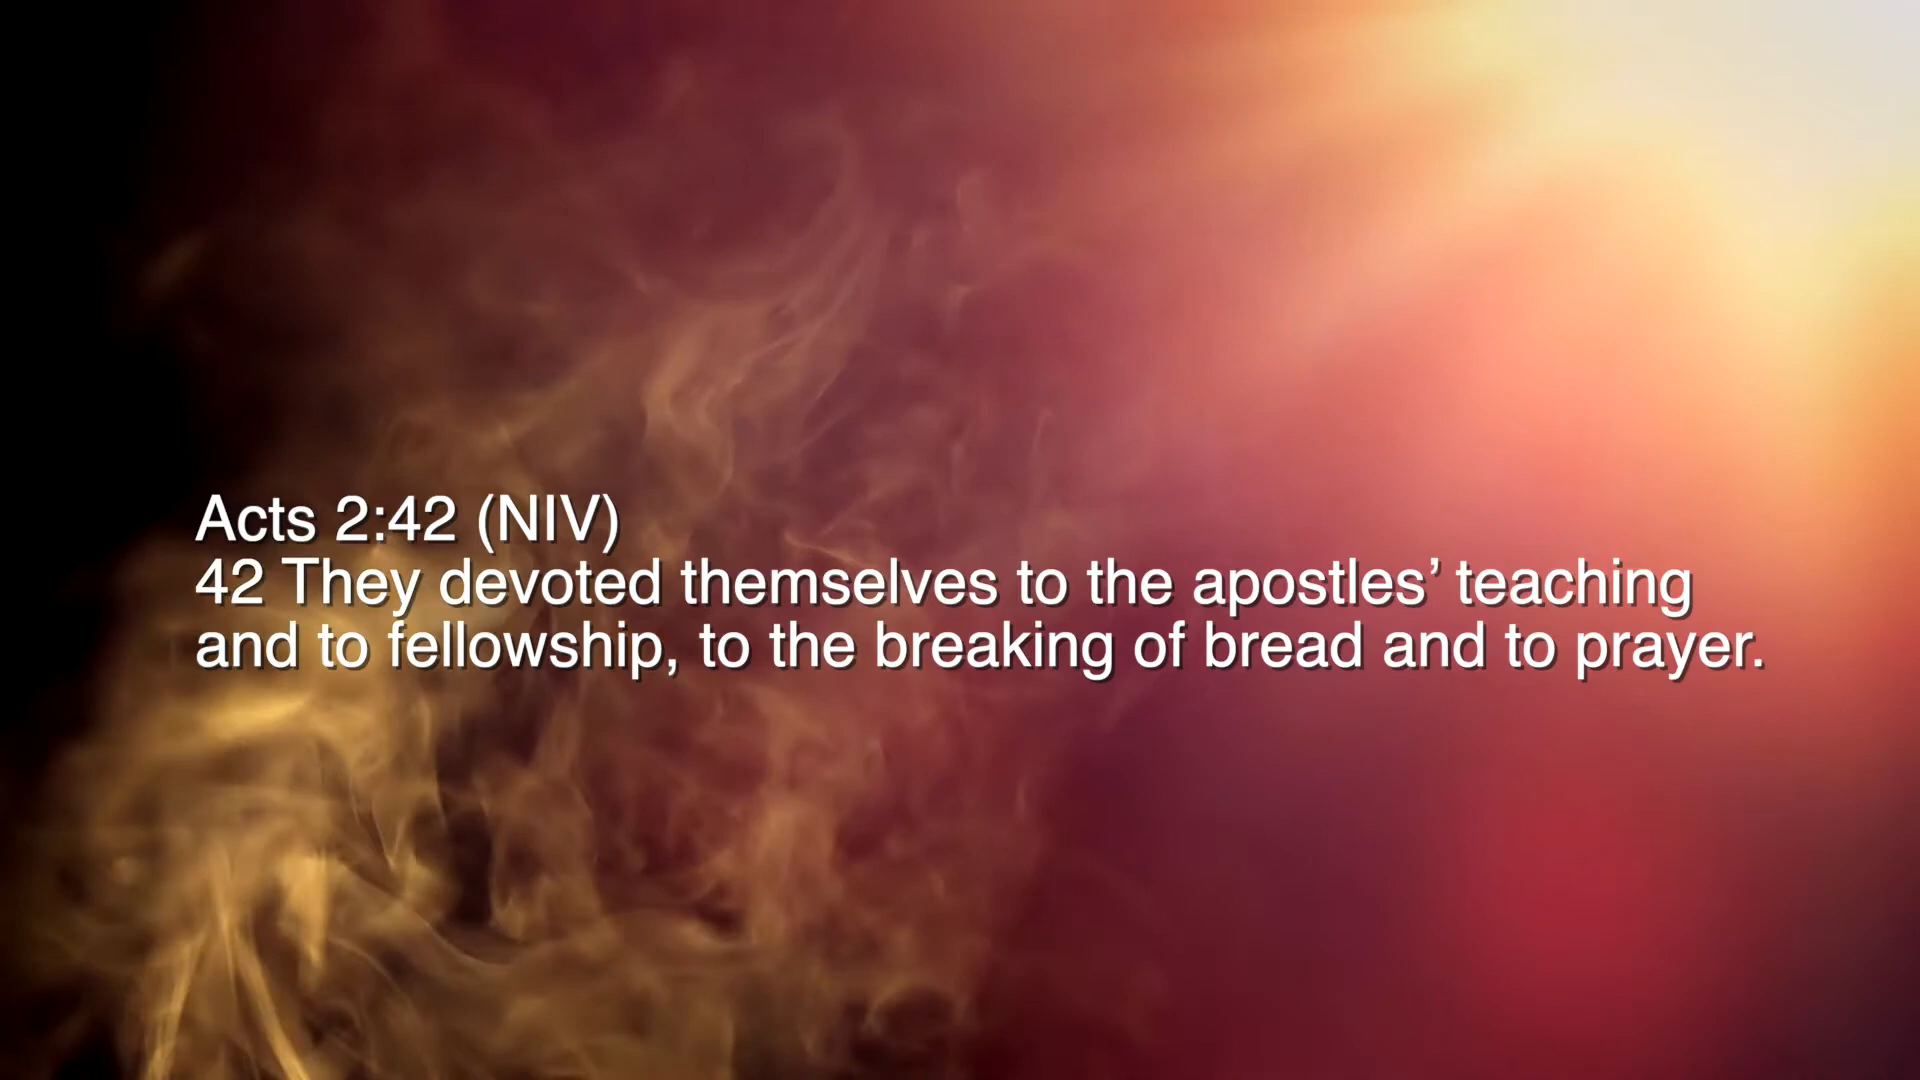 Acts 2:42 (NIV)
42 They devoted themselves to the apostles’ teaching
and to fellowship, to the breaking of bread and to prayer.